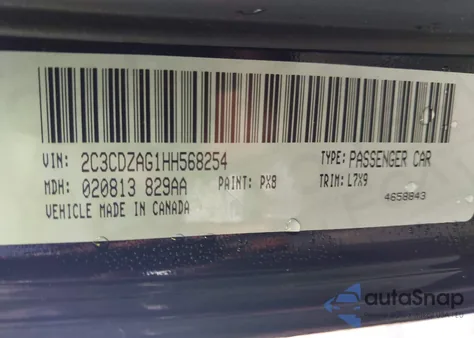 VIN: 2C3CDZAG1HH568254 TYPE: PASSENGER CAR
MDH: 020813 829AA PAINT: PX8 TRIM: L7X9
VEHICLE MADE IN CANADA 4658843
autoSnap